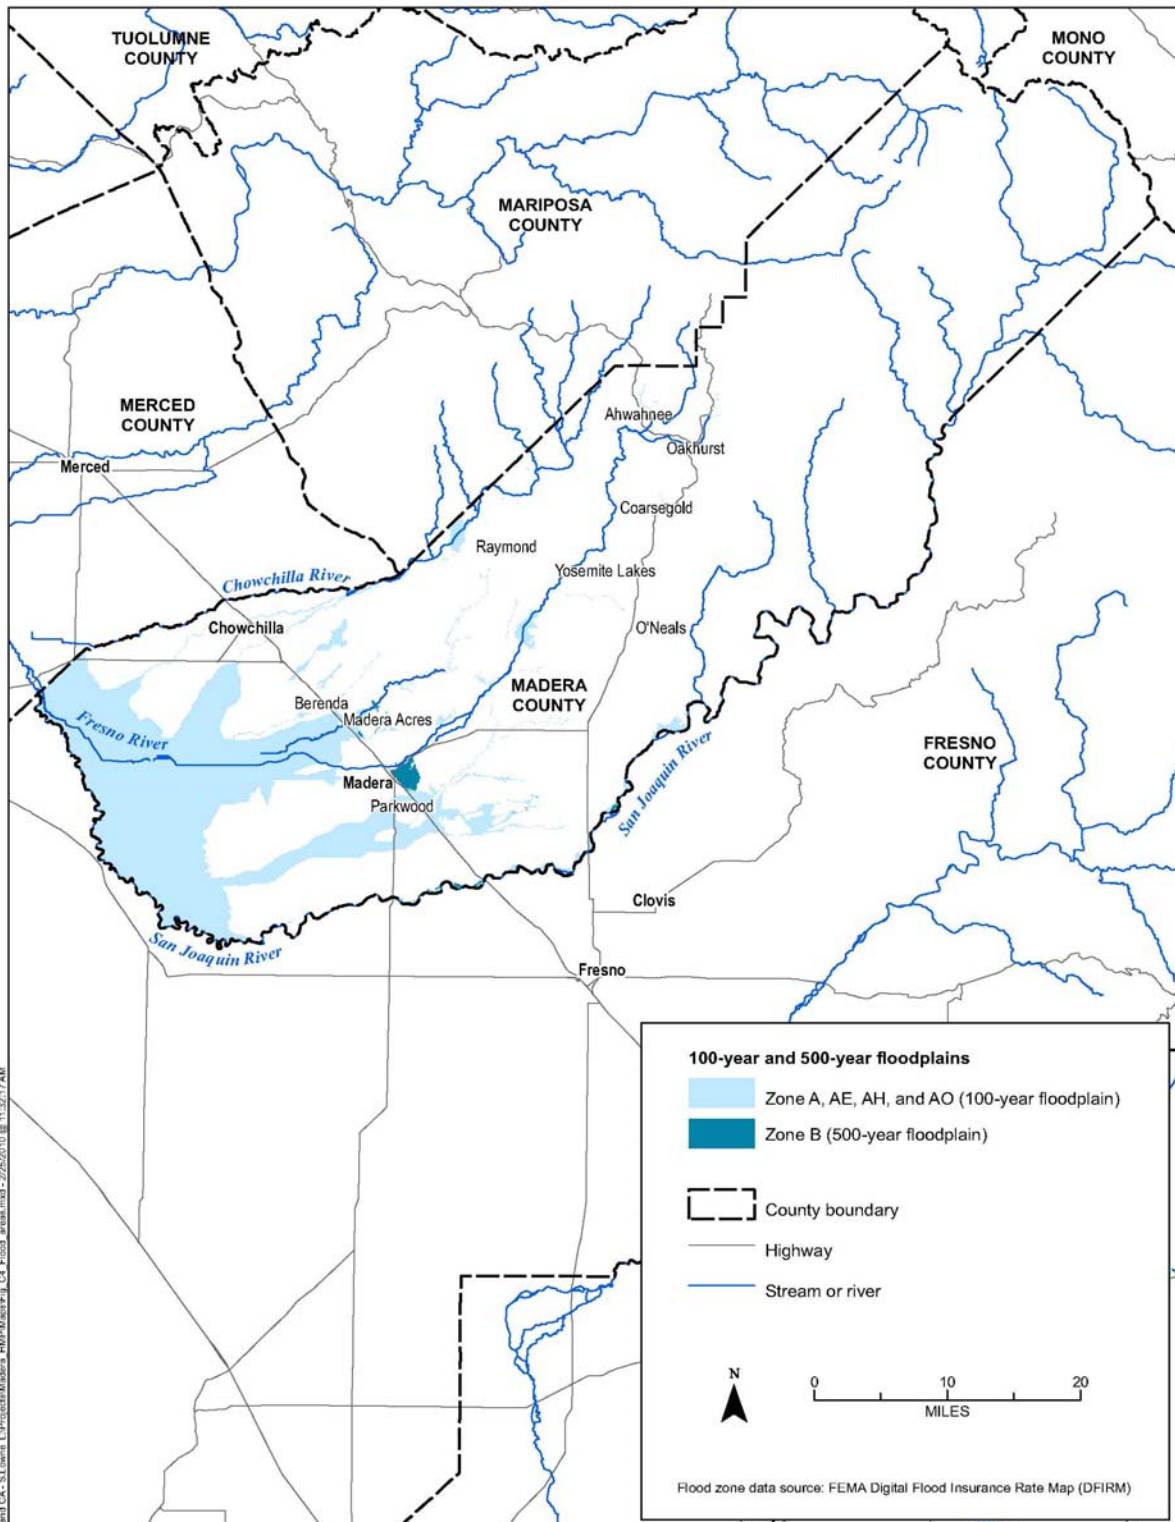 TUOLUMNE
COUNTY
MONO
COUNTY
MARIPOSA
COUNTY
MERCED
COUNTY
Ahwahnee
Oakhurst
Merced
Coarsegold
Raymond
Yosemite Lakes
Chowchilla River
Chowchilla
O'Neals
MADERA
COUNTY
Berenda
Madera Acres
Fresno River
FRESNO
COUNTY
San Joaquin River
Madera
Parkwood
Clovis
San Joaquin River
Fresno
100-year and 500-year floodplains
Zone A, AE, AH, and AO (100-year floodplain)
Zone B (500-year floodplain)
County boundary
Highway
Stream or river
N
0 10 20
MILES
Flood zone data source: FEMA Digital Flood Insurance Rate Map (DFIRM)